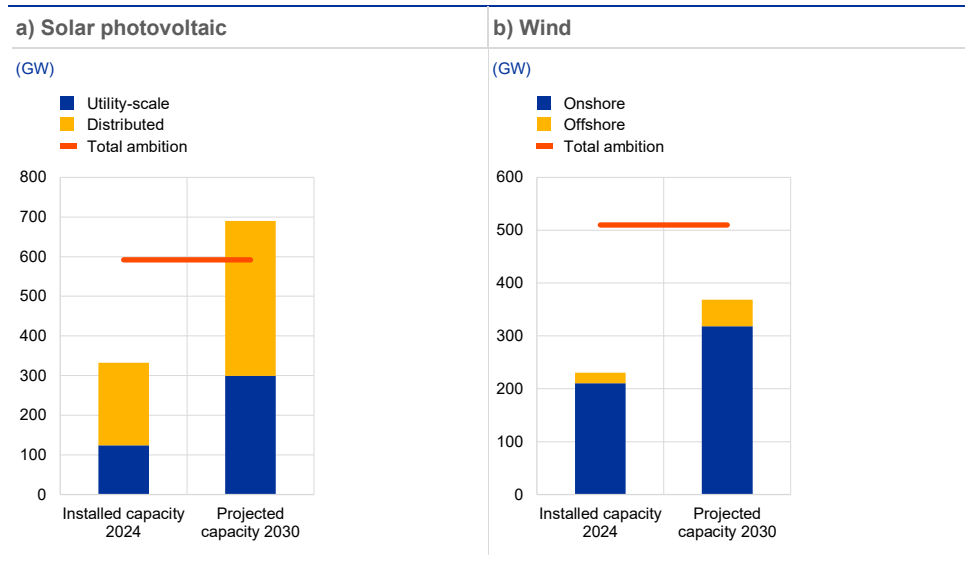 a) Solar photovoltaic
(GW)
Utility-scale
Distributed
Total ambition
800
700
600
500
400
300
200
100
0
Installed capacity
2024
Projected
capacity 2030
b) Wind
(GW)
Onshore
Offshore
Total ambition
600
500
400
300
200
100
0
Installed capacity
2024
Projected
capacity 2030